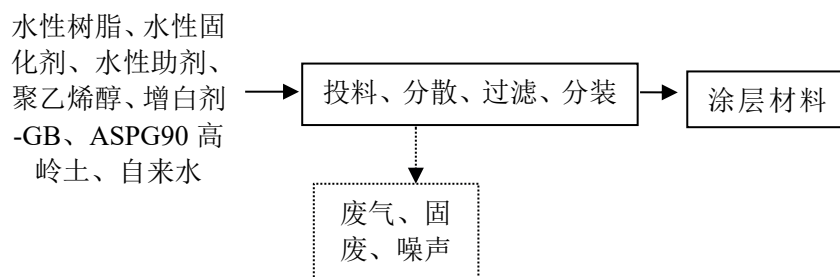 水性树脂、水性固
化剂、水性助剂、
聚乙烯醇、增白剂
-GB、ASPG90 高
岭土、自来水
投料、分散、过滤、分装
涂层材料
废气、固
废、噪声